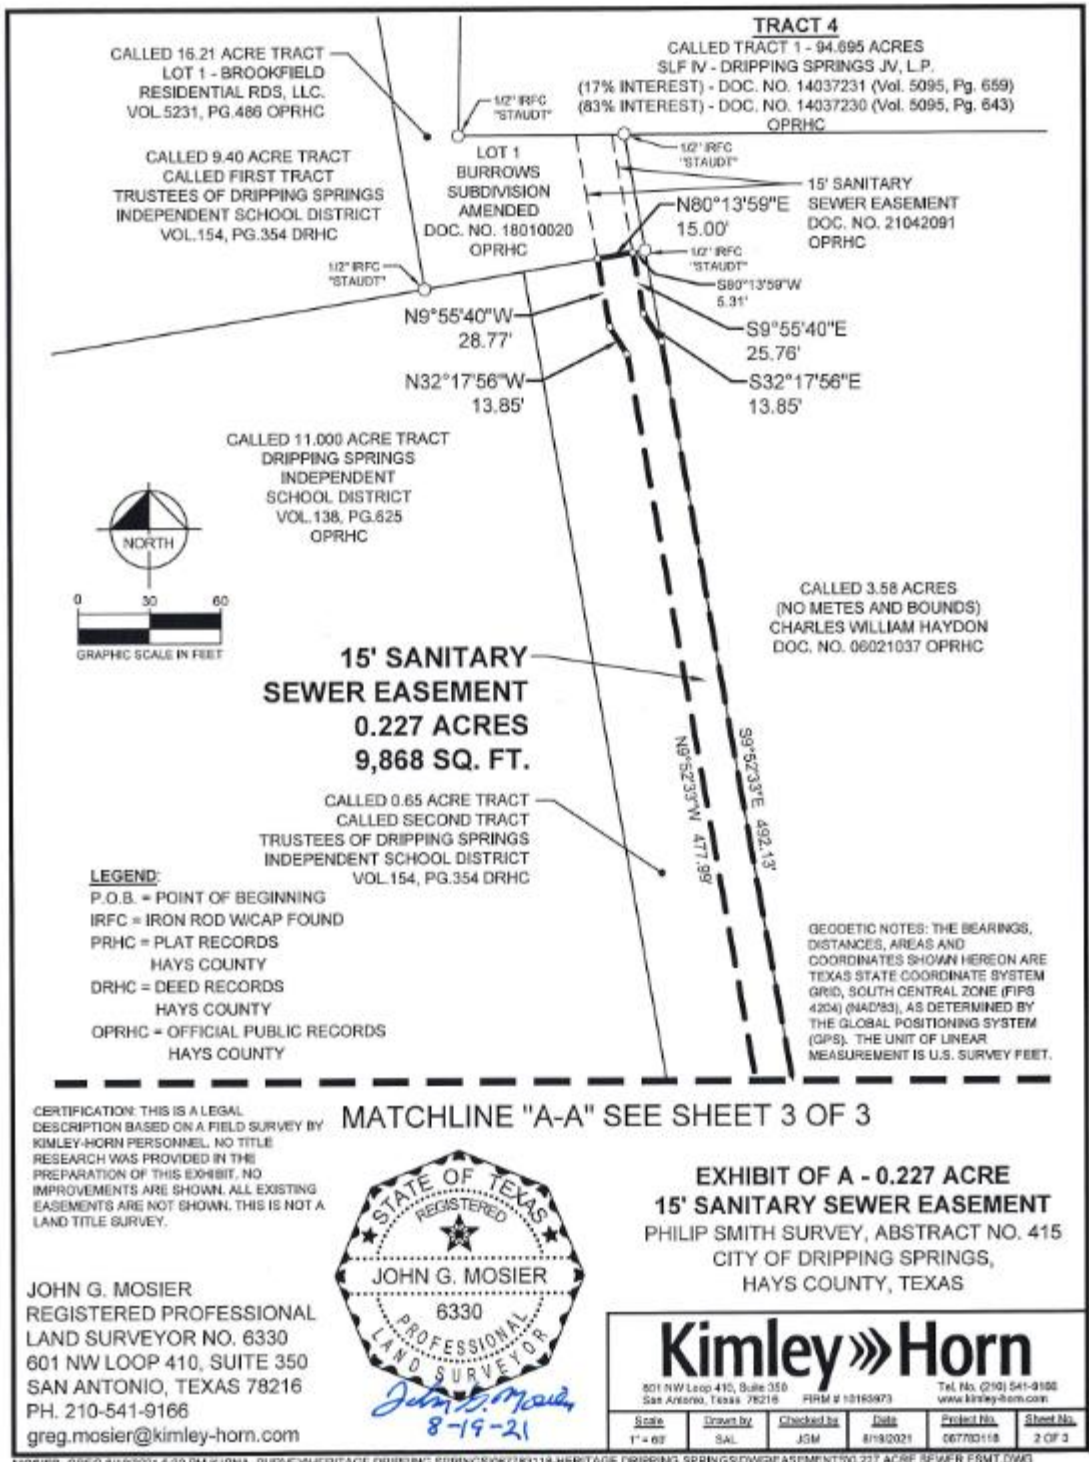 TRACT 4
CALLED TRACT 1 - 94.695 ACRES
SLF IV - DRIPPING SPRINGS JV, L.P.
(17% INTEREST) - DOC. NO. 14037231 (Vol. 5095, Pg. 659)
(83% INTEREST) - DOC. NO. 14037230 (Vol. 5095, Pg. 643)
OPRHC
CALLED 16.21 ACRE TRACT
LOT 1 - BROOKFIELD
RESIDENTIAL RDS, LLC.
VOL.5231, PG.486 OPRHC
1/2" IRFC
"STAUDT"
CALLED 9.40 ACRE TRACT
CALLED FIRST TRACT
TRUSTEES OF DRIPPING SPRINGS
INDEPENDENT SCHOOL DISTRICT
VOL.154, PG.354 DRHC
LOT 1
BURROWS
SUBDIVISION
AMENDED
DOC. NO. 18010020
OPRHC
1/2" IRFC
"STAUDT"
15' SANITARY
SEWER EASEMENT
DOC. NO. 21042091
OPRHC
N80°13'59"E
15.00'
1/2" IRFC
"STAUDT"
1/2" IRFC
"STAUDT"
S80°13'59"W
5.31'
N9°55'40"W
28.77'
S9°55'40"E
25.76'
N32°17'56"W
13.85'
S32°17'56"E
13.85'
CALLED 11.000 ACRE TRACT
DRIPPING SPRINGS
INDEPENDENT
SCHOOL DISTRICT
VOL.138, PG.625
OPRHC
NORTH
0 30 60
GRAPHIC SCALE IN FEET
CALLED 3.58 ACRES
(NO METES AND BOUNDS)
CHARLES WILLIAM HAYDON
DOC. NO. 06021037 OPRHC
15' SANITARY
SEWER EASEMENT
0.227 ACRES
9,868 SQ. FT.
N9°52'33"W 477.99'
S9°52'33"E 492.13'
CALLED 0.65 ACRE TRACT
CALLED SECOND TRACT
TRUSTEES OF DRIPPING SPRINGS
INDEPENDENT SCHOOL DISTRICT
VOL.154, PG.354 DRHC
LEGEND:
P.O.B. = POINT OF BEGINNING
IRFC = IRON ROD W/CAP FOUND
PRHC = PLAT RECORDS
HAYS COUNTY
DRHC = DEED RECORDS
HAYS COUNTY
OPRHC = OFFICIAL PUBLIC RECORDS
HAYS COUNTY
GEODETIC NOTES: THE BEARINGS,
DISTANCES, AREAS AND
COORDINATES SHOWN HEREON ARE
TEXAS STATE COORDINATE SYSTEM
GRID, SOUTH CENTRAL ZONE (FIPS
4204) (NAD'83), AS DETERMINED BY
THE GLOBAL POSITIONING SYSTEM
(GPS). THE UNIT OF LINEAR
MEASUREMENT IS U.S. SURVEY FEET.
MATCHLINE "A-A" SEE SHEET 3 OF 3
CERTIFICATION: THIS IS A LEGAL
DESCRIPTION BASED ON A FIELD SURVEY BY
KIMLEY-HORN PERSONNEL. NO TITLE
RESEARCH WAS PROVIDED IN THE
PREPARATION OF THIS EXHIBIT. NO
IMPROVEMENTS ARE SHOWN. ALL EXISTING
EASEMENTS ARE NOT SHOWN. THIS IS NOT A
LAND TITLE SURVEY.
STATE OF TEXAS
REGISTERED
JOHN G. MOSIER
6330
PROFESSIONAL
LAND SURVEYOR
John G. Mosier
8-19-21
EXHIBIT OF A - 0.227 ACRE
15' SANITARY SEWER EASEMENT
PHILIP SMITH SURVEY, ABSTRACT NO. 415
CITY OF DRIPPING SPRINGS,
HAYS COUNTY, TEXAS
JOHN G. MOSIER
REGISTERED PROFESSIONAL
LAND SURVEYOR NO. 6330
601 NW LOOP 410, SUITE 350
SAN ANTONIO, TEXAS 78216
PH. 210-541-9166
greg.mosier@kimley-horn.com
Kimley»Horn
601 NW Loop 410, Suite 350
San Antonio, Texas 78216
FIRM # 10193973
Tel. No. (210) 541-9166
www.kimley-horn.com
Scale Drawn by Checked by Date Project No. Sheet No.
1" = 60' SAL JGM 8/19/2021 067783118 2 OF 3